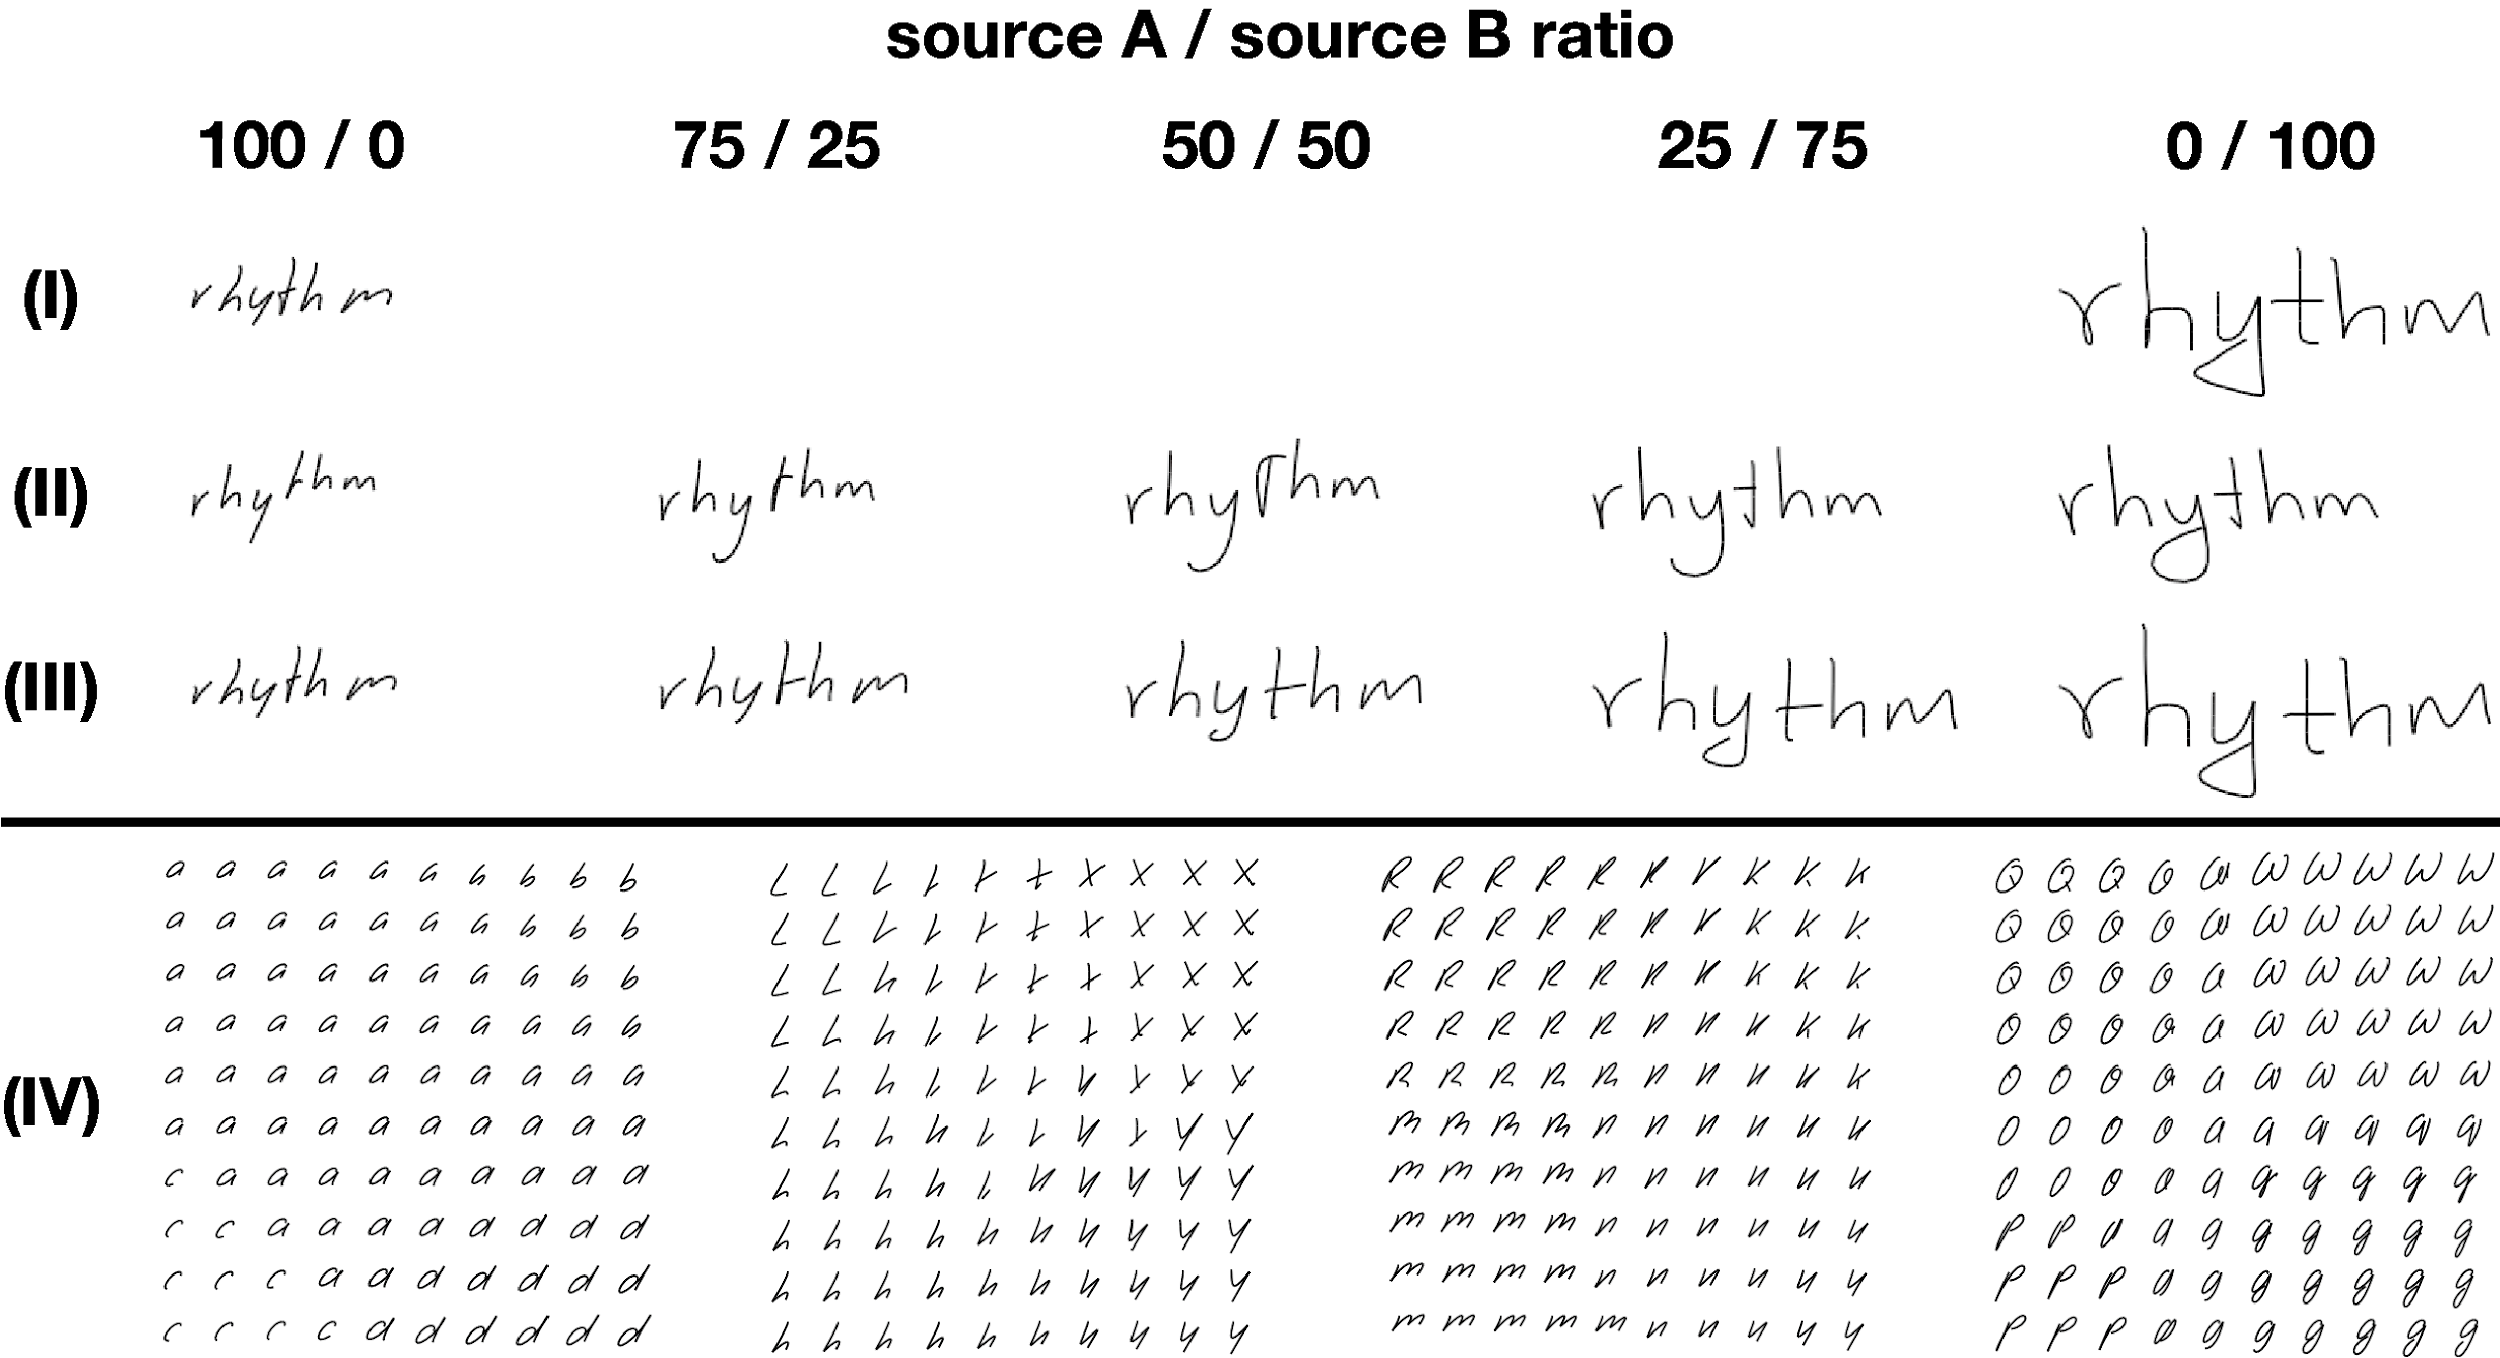 source A / source B ratio
100 / 0 75 / 25 50 / 50 25 / 75 0 / 100
(I) rhythm rhythm
(II) rhythm rhythm rhythm rhythm rhythm
(III) rhythm rhythm rhythm rhythm rhythm
a a a a a a b b b L L L t t X X X X R R R R R K K K Q Q Q O W W W W W
a a a a a a b b b L L t t X X X X R R R R R K K K Q O O O W W W W W
a a a a a a a a b b L L h t t X X X R R R R R K K K Q O O O a W W W W W
a a a a a a a a a L L h t X X X R R R R R n n K K O O O a a W W W W W
(IV) a a a a a a a a a a h h h y X n n n n K O O O a a W W W W W
a a a a a a a a a a h h h h y y y m m m m n n n n O O O O a a q q q q
c a a a a a a a a a h h h h y y y y m m m m n n n n O O O O g g g g g
c c a a a a a d d d h h h h h y y y y m m m m n n n n P P g g g g g g
c c c a a d d d d d h h h h h y y y y m m m m n n n n y y P P P g g g g g g
c c c c d d d d d d h h h h h y y y y m m m m m n n n n y y P P P g g g g g g